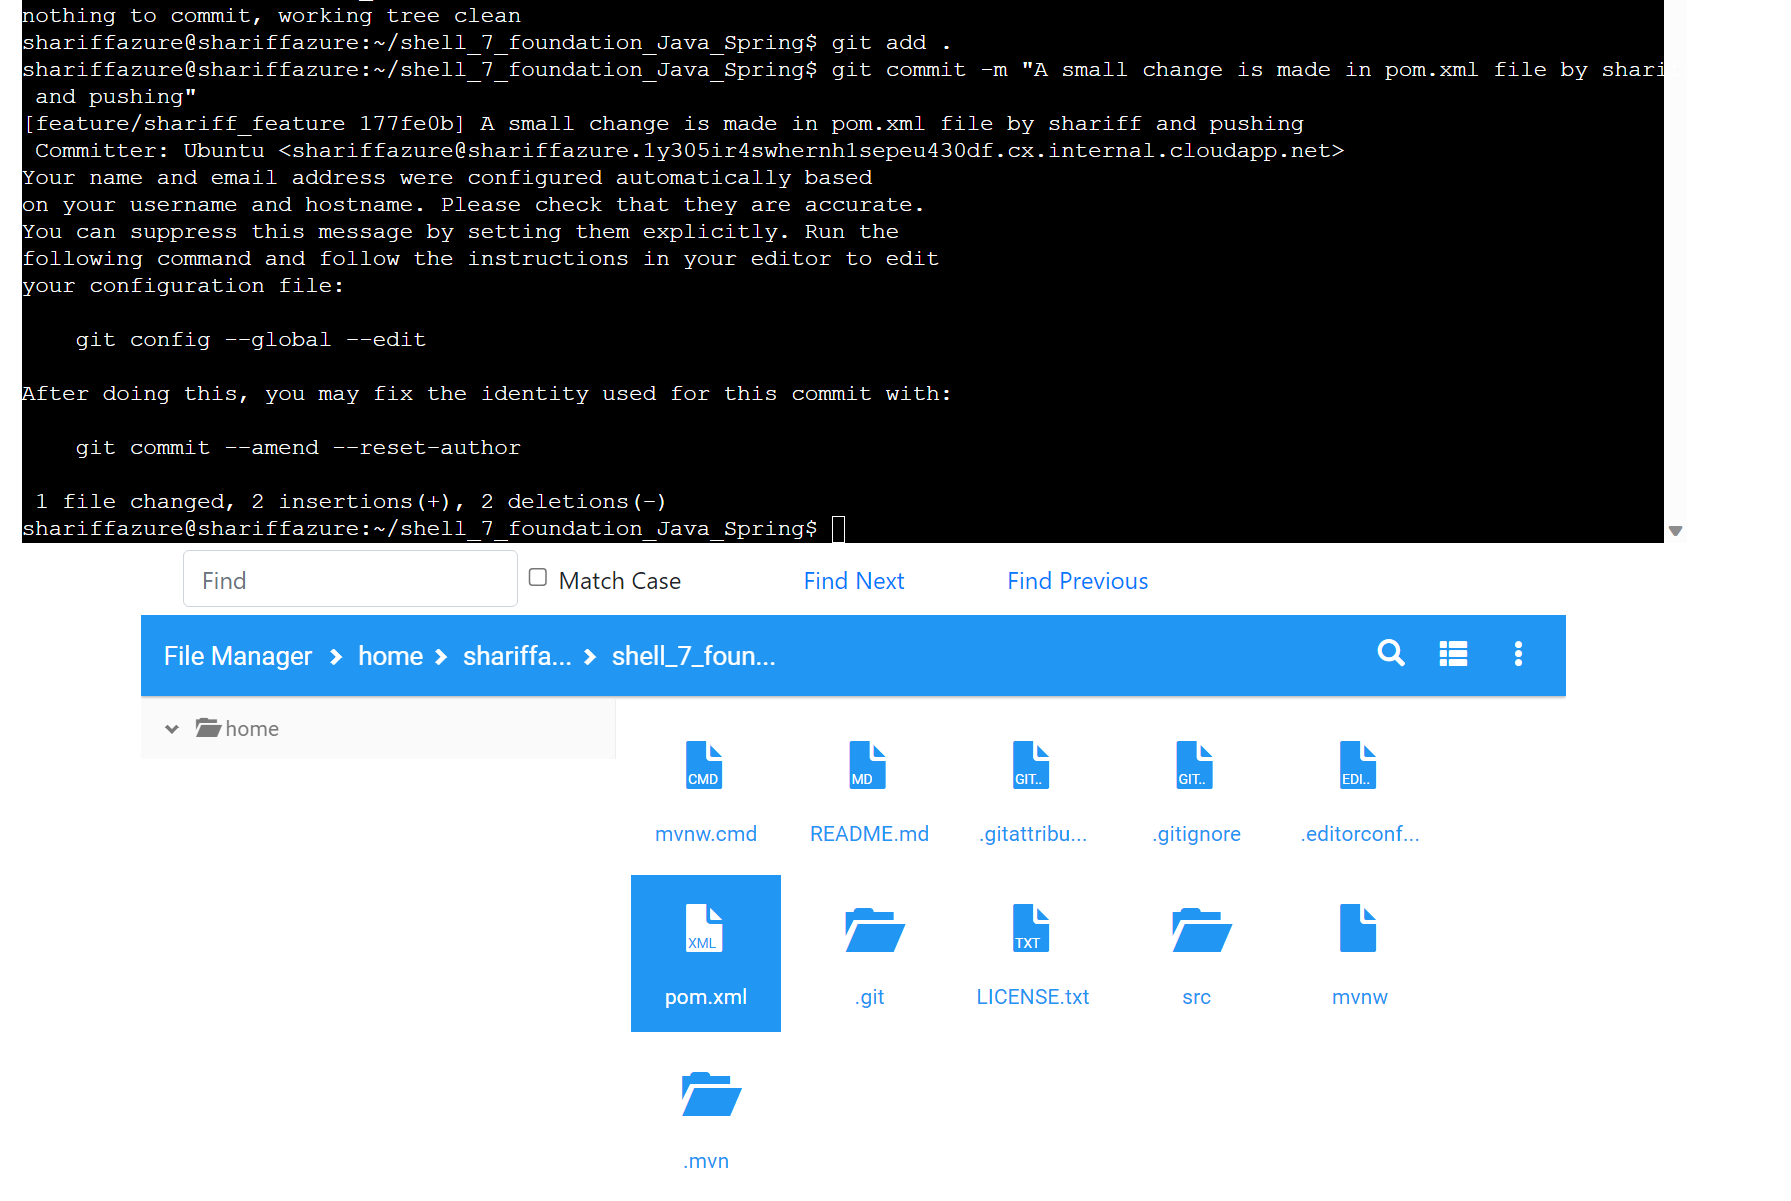 nothing to commit, working tree clean
shariffazure@shariffazure:~/shell_7_foundation_Java_Spring$ git add .
shariffazure@shariffazure:~/shell_7_foundation_Java_Spring$ git commit -m "A small change is made in pom.xml file by
and pushing"
[feature/shariff_feature 177fe0b] A small change is made in pom.xml file by shariff and pushing
Committer: Ubuntu <shariffazure@shariffazure.1y305ir4swhernh1sepeu430df.cx.internal.cloudapp.net>
Your name and email address were configured automatically based
on your username and hostname. Please check that they are accurate.
You can suppress this message by setting them explicitly. Run the
following command and follow the instructions in your editor to edit
your configuration file:
git config --global --edit
After doing this, you may fix the identity used for this commit with:
git commit --amend --reset-author
1 file changed, 2 insertions(+), 2 deletions(-)
shariffazure@shariffazure:~/shell_7_foundation_Java_Spring$
Find Match Case Find Next Find Previous
File Manager home shariffa... shell_7_foun...
home
CMD MD GIT.. GIT.. EDI..
mvnw.cmd README.md .gitattribu... .gitignore .editorconf...
XML TXT
pom.xml .git LICENSE.txt src mvnw
.mvn